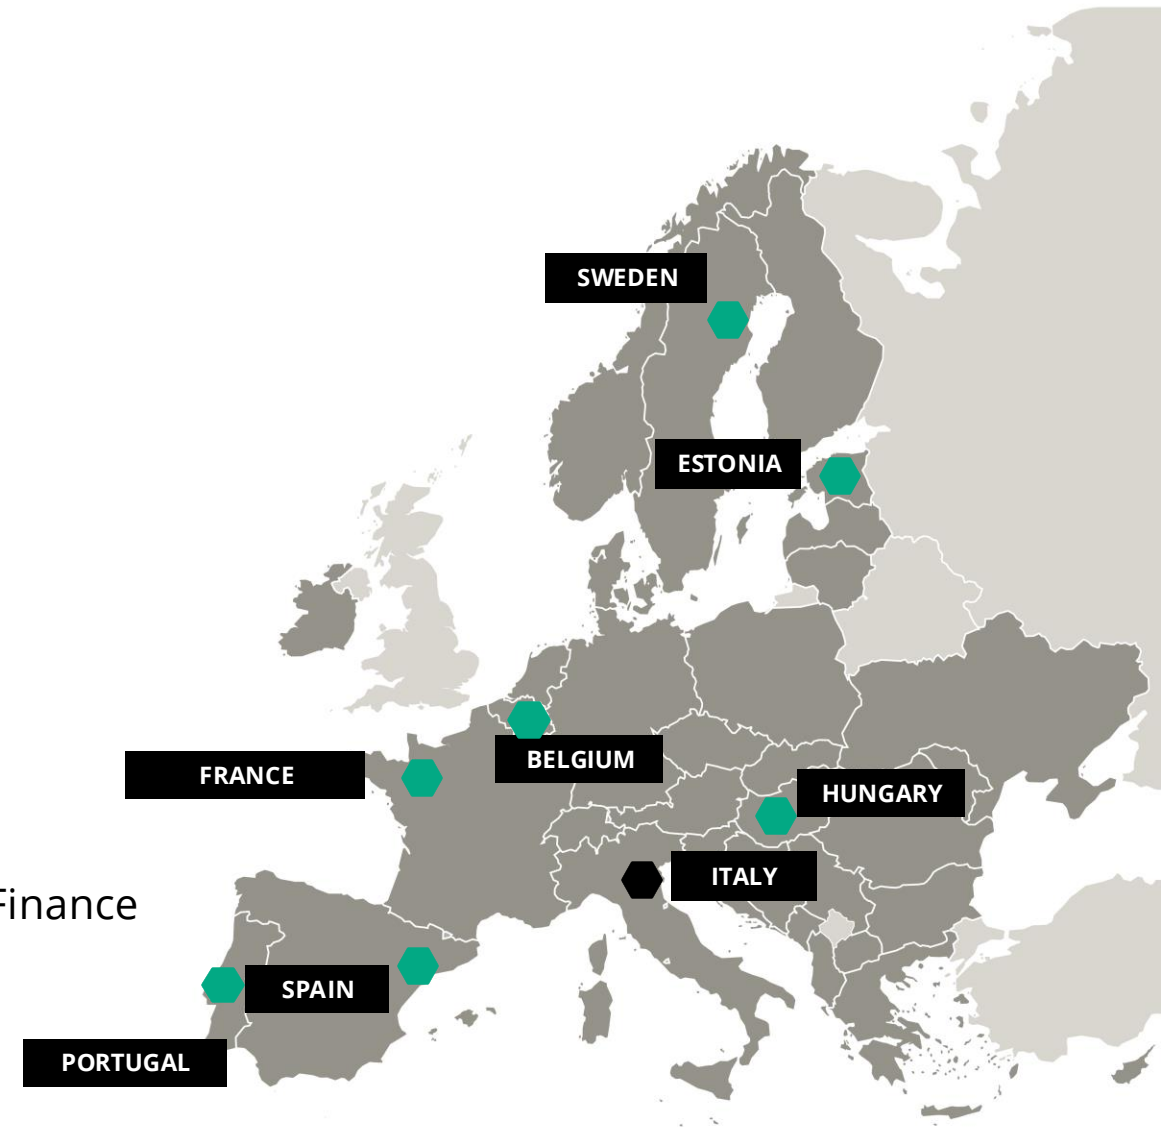 SWEDEN
ESTONIA
BELGIUM
FRANCE
HUNGARY
ITALY
Finance
SPAIN
PORTUGAL